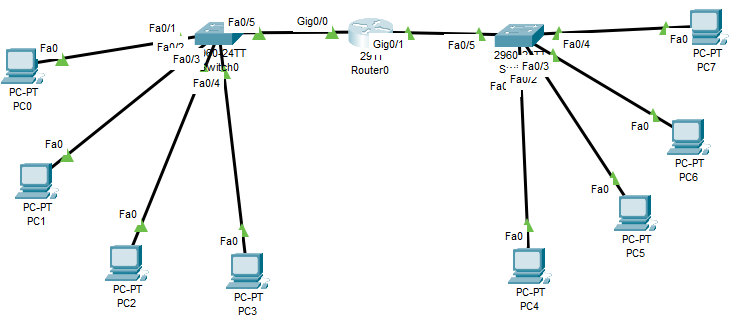 Fa0
PC-PT
PC0
Fa0
PC-PT
PC1
Fa0
PC-PT
PC2
Fa0
PC-PT
PC3
Fa0/1
Fa0/2
Fa0/3
Fa0/4
Fa0/5
Gig0/0
Gig0/1
Router0
Fa0/5
2960
Fa0/4
Fa0/3
Fa0/2
Fa0
PC-PT
PC4
Fa0
PC-PT
PC5
Fa0
PC-PT
PC6
Fa0
PC-PT
PC7